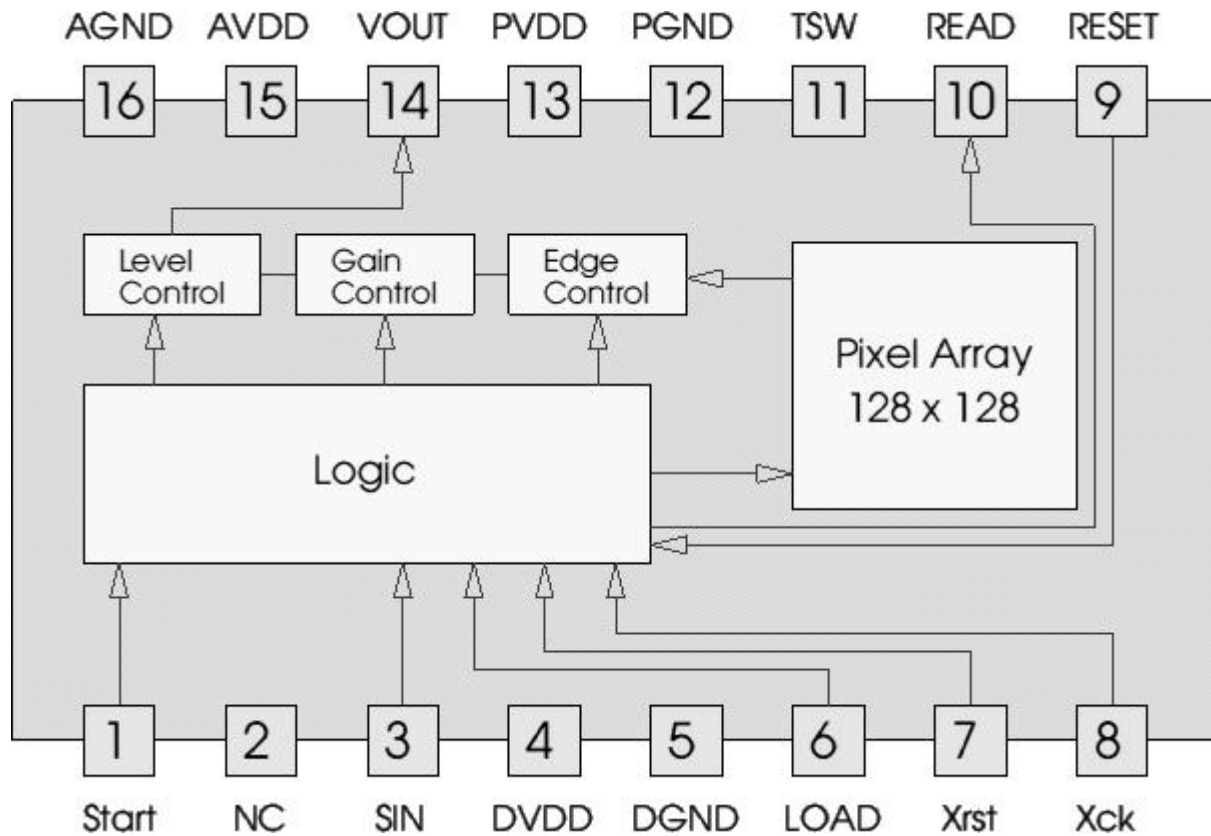 AGND AVDD VOUT PVDD PGND TSW READ RESET
16 15 14 13 12 11 10 9
Level
Control
Gain
Control
Edge
Control
Pixel Array
128 x 128
Logic
1 2 3 4 5 6 7 8
Start NC SIN DVDD DGND LOAD Xrst Xck